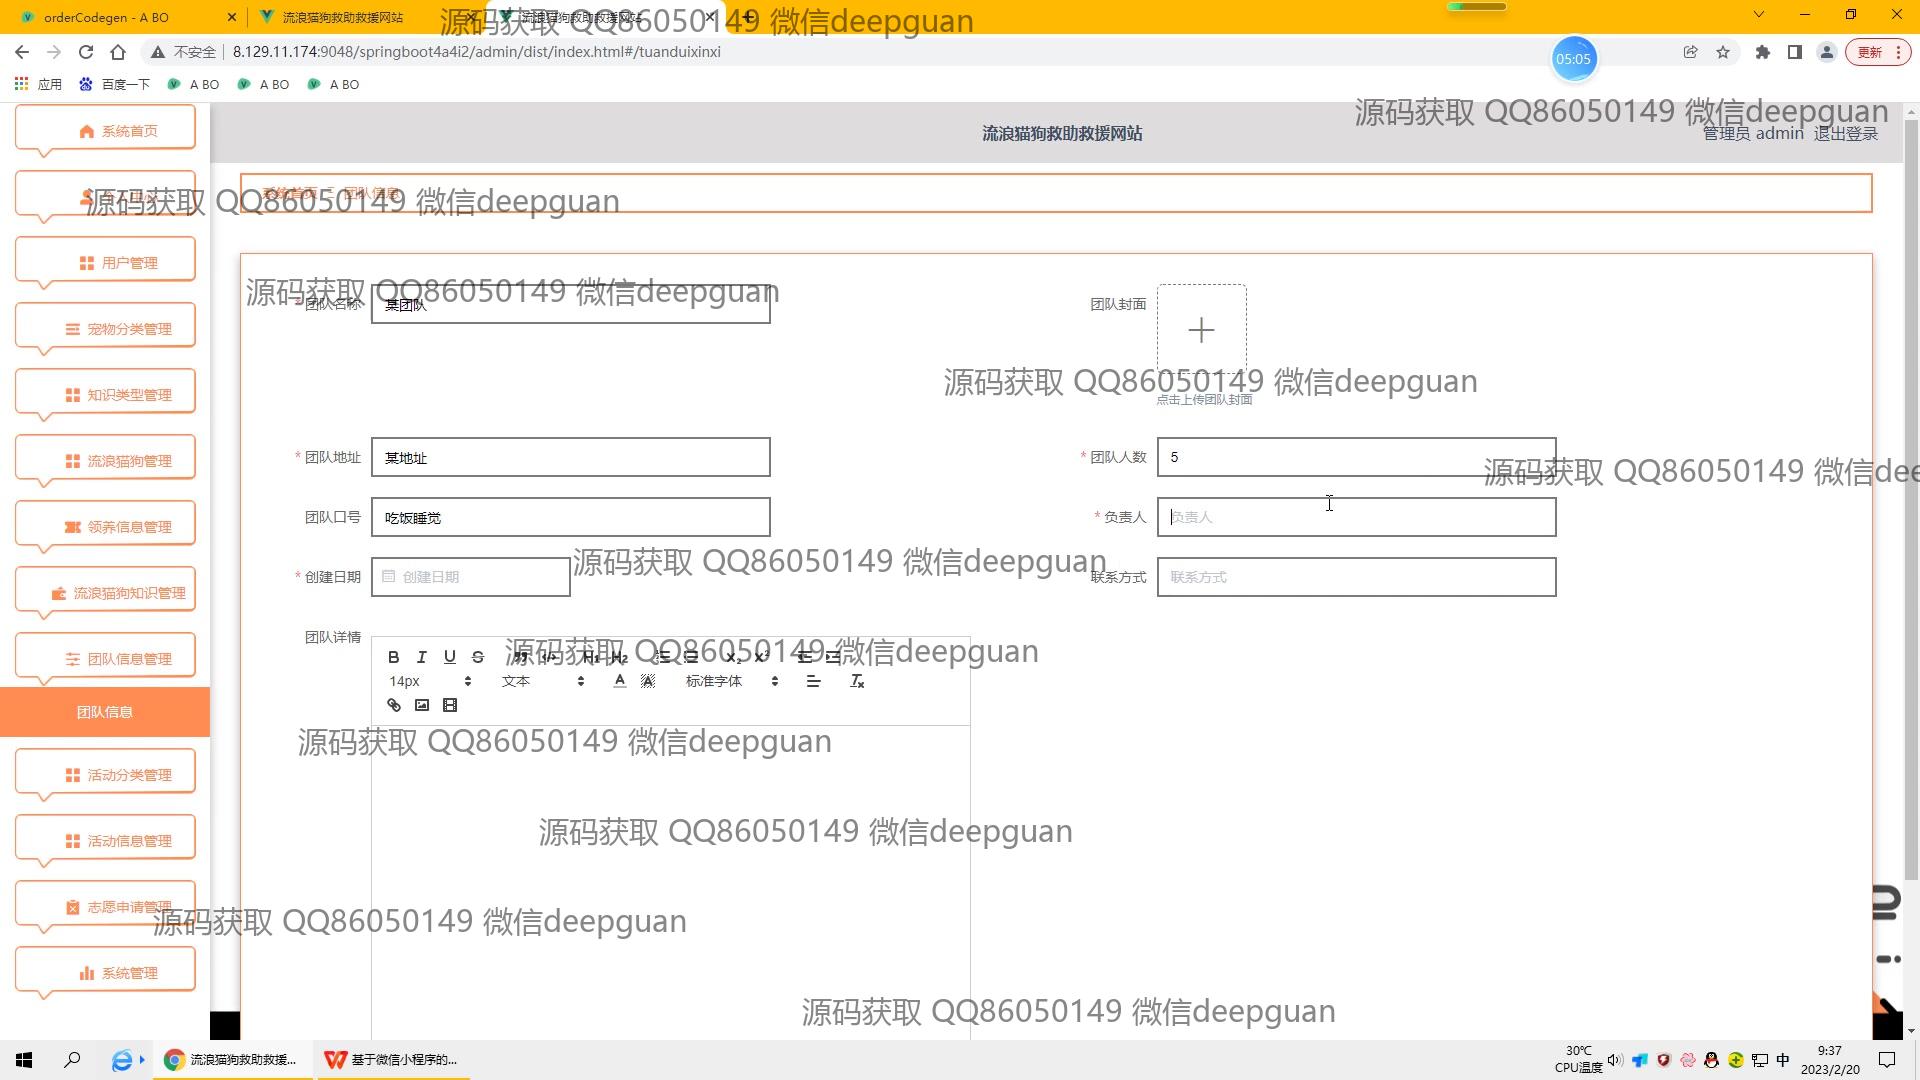 orderCodegen - A BO
流浪猫狗救助救援网站
源码获取 QQ86050149 微信deepguan
不安全
8.129.11.174:9048/springboot4a4i2/admin/dist/index.html#/tuanduixinxi
05:05
更新
应用
百度一下
A BO
A BO
A BO
源码获取 QQ86050149 微信deepguan
流浪猫狗救助救援网站
管理员 admin
退出登录
系统首页
源码获取 QQ86050149 微信deepguan
系统首页
团队信息
用户管理
宠物分类管理
知识类型管理
流浪猫狗管理
领养信息管理
流浪猫狗知识管理
团队信息管理
团队信息
活动分类管理
活动信息管理
志愿申请管理
系统管理
源码获取 QQ86050149 微信deepguan
* 团队名称
某团队
团队封面
源码获取 QQ86050149 微信deepguan
点击上传团队封面
* 团队地址
某地址
* 团队人数
5
源码获取 QQ86050149 微信dee
团队口号
吃饭睡觉
* 负责人
负责人
* 创建日期
创建日期
源码获取 QQ86050149 微信deepguan
联系方式
联系方式
团队详情
源码获取 QQ86050149 微信deepguan
14px
文本
标准字体
源码获取 QQ86050149 微信deepguan
源码获取 QQ86050149 微信deepguan
源码获取 QQ86050149 微信deepguan
源码获取 QQ86050149 微信deepguan
流浪猫狗救助救援...
基于微信小程序的...
30℃
CPU温度
中
9:37
2023/2/20